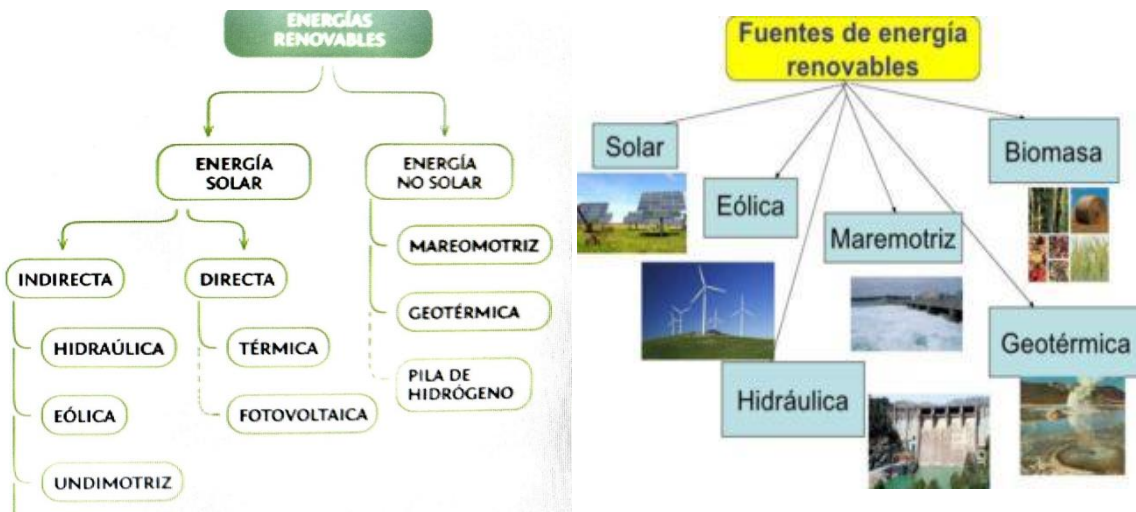 ENERGÍAS
RENOVABLES
ENERGÍA
SOLAR
ENERGÍA
NO SOLAR
MAREOMOTRIZ
INDIRECTA
DIRECTA
GEOTÉRMICA
HIDRAÚLICA
TÉRMICA
PILA DE
HIDRÓGENO
EÓLICA
FOTOVOLTAICA
UNDIMOTRIZ
Fuentes de energía
renovables
Solar
Biomasa
Eólica
Maremotriz
Geotérmica
Hidráulica